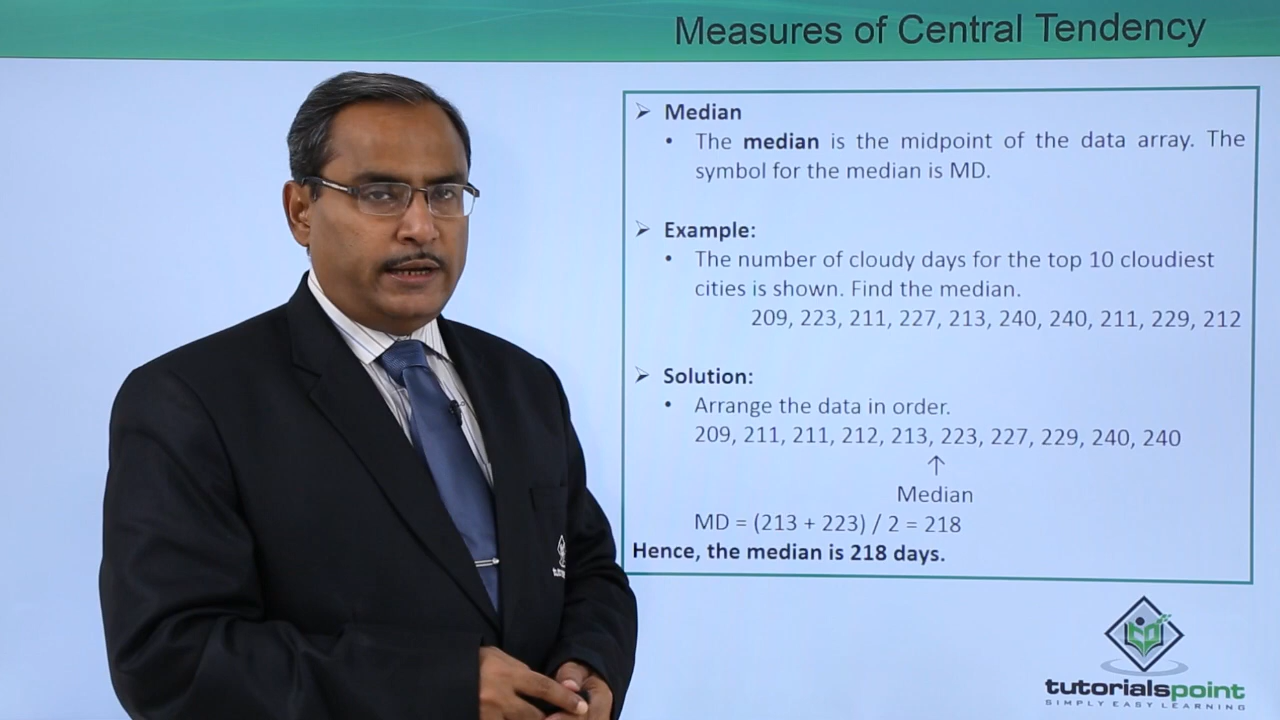 Measures of Central Tendency
➢ Median
• The median is the midpoint of the data array. The
symbol for the median is MD.
➢ Example:
• The number of cloudy days for the top 10 cloudiest
cities is shown. Find the median.
209, 223, 211, 227, 213, 240, 240, 211, 229, 212
➢ Solution:
• Arrange the data in order.
209, 211, 211, 212, 213, 223, 227, 229, 240, 240
↑
Median
MD = (213 + 223) / 2 = 218
Hence, the median is 218 days.
tutorialspoint
SIMPLY EASY LEARNING